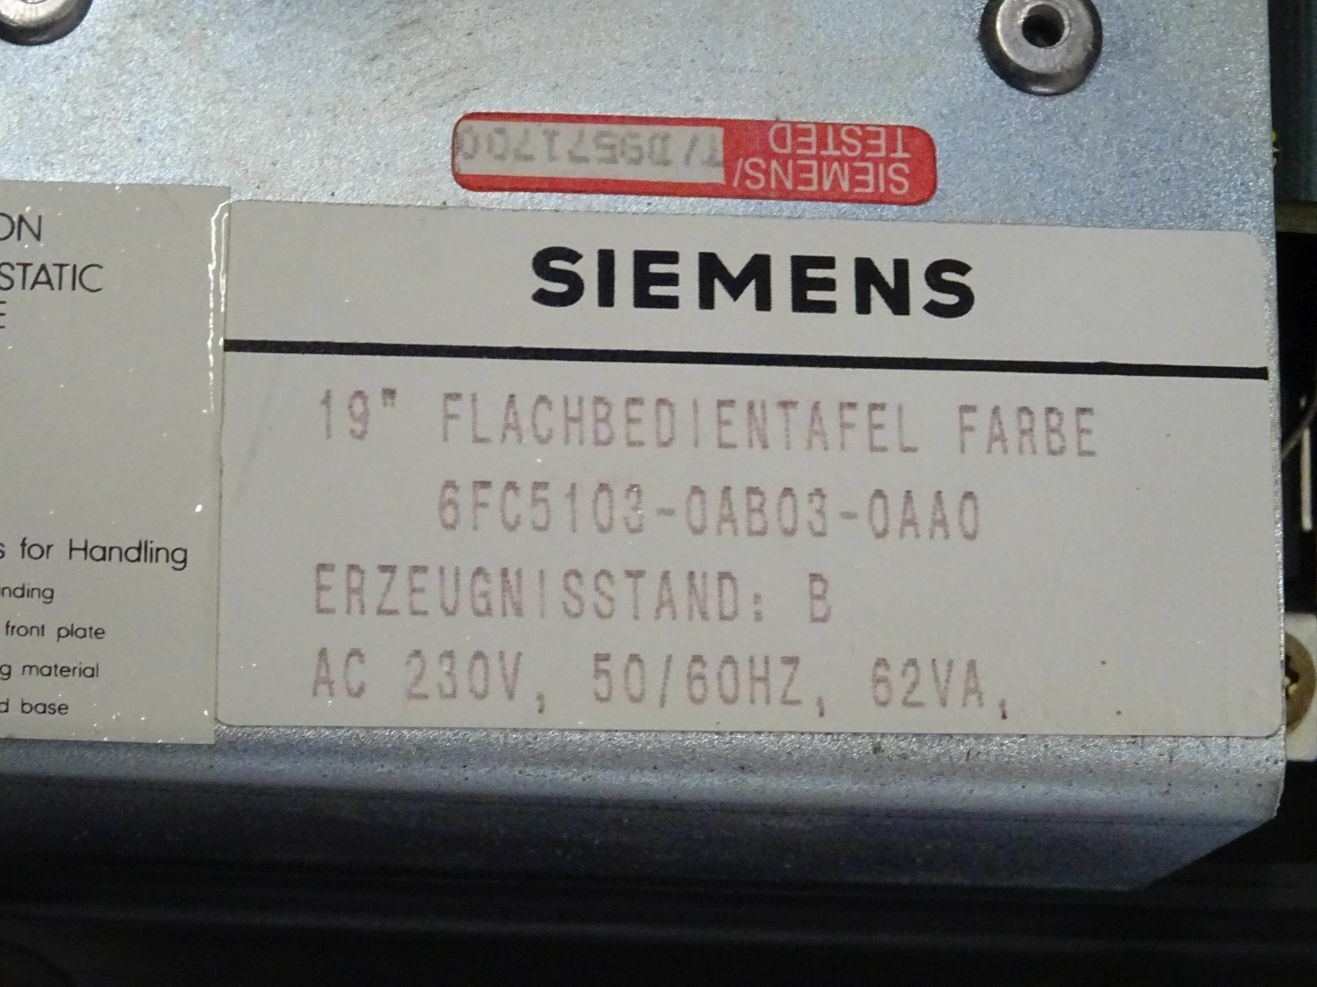 SIEMENS/
TESTED
T/ D9571700
ON
STATIC
E
s for Handling
nding
front plate
g material
d base
SIEMENS
19" FLACHBEDIENTAFEL FARBE
6FC5103-0AB03-0AA0
ERZEUGNISSTAND: B
AC 230V, 50/60HZ, 62VA,